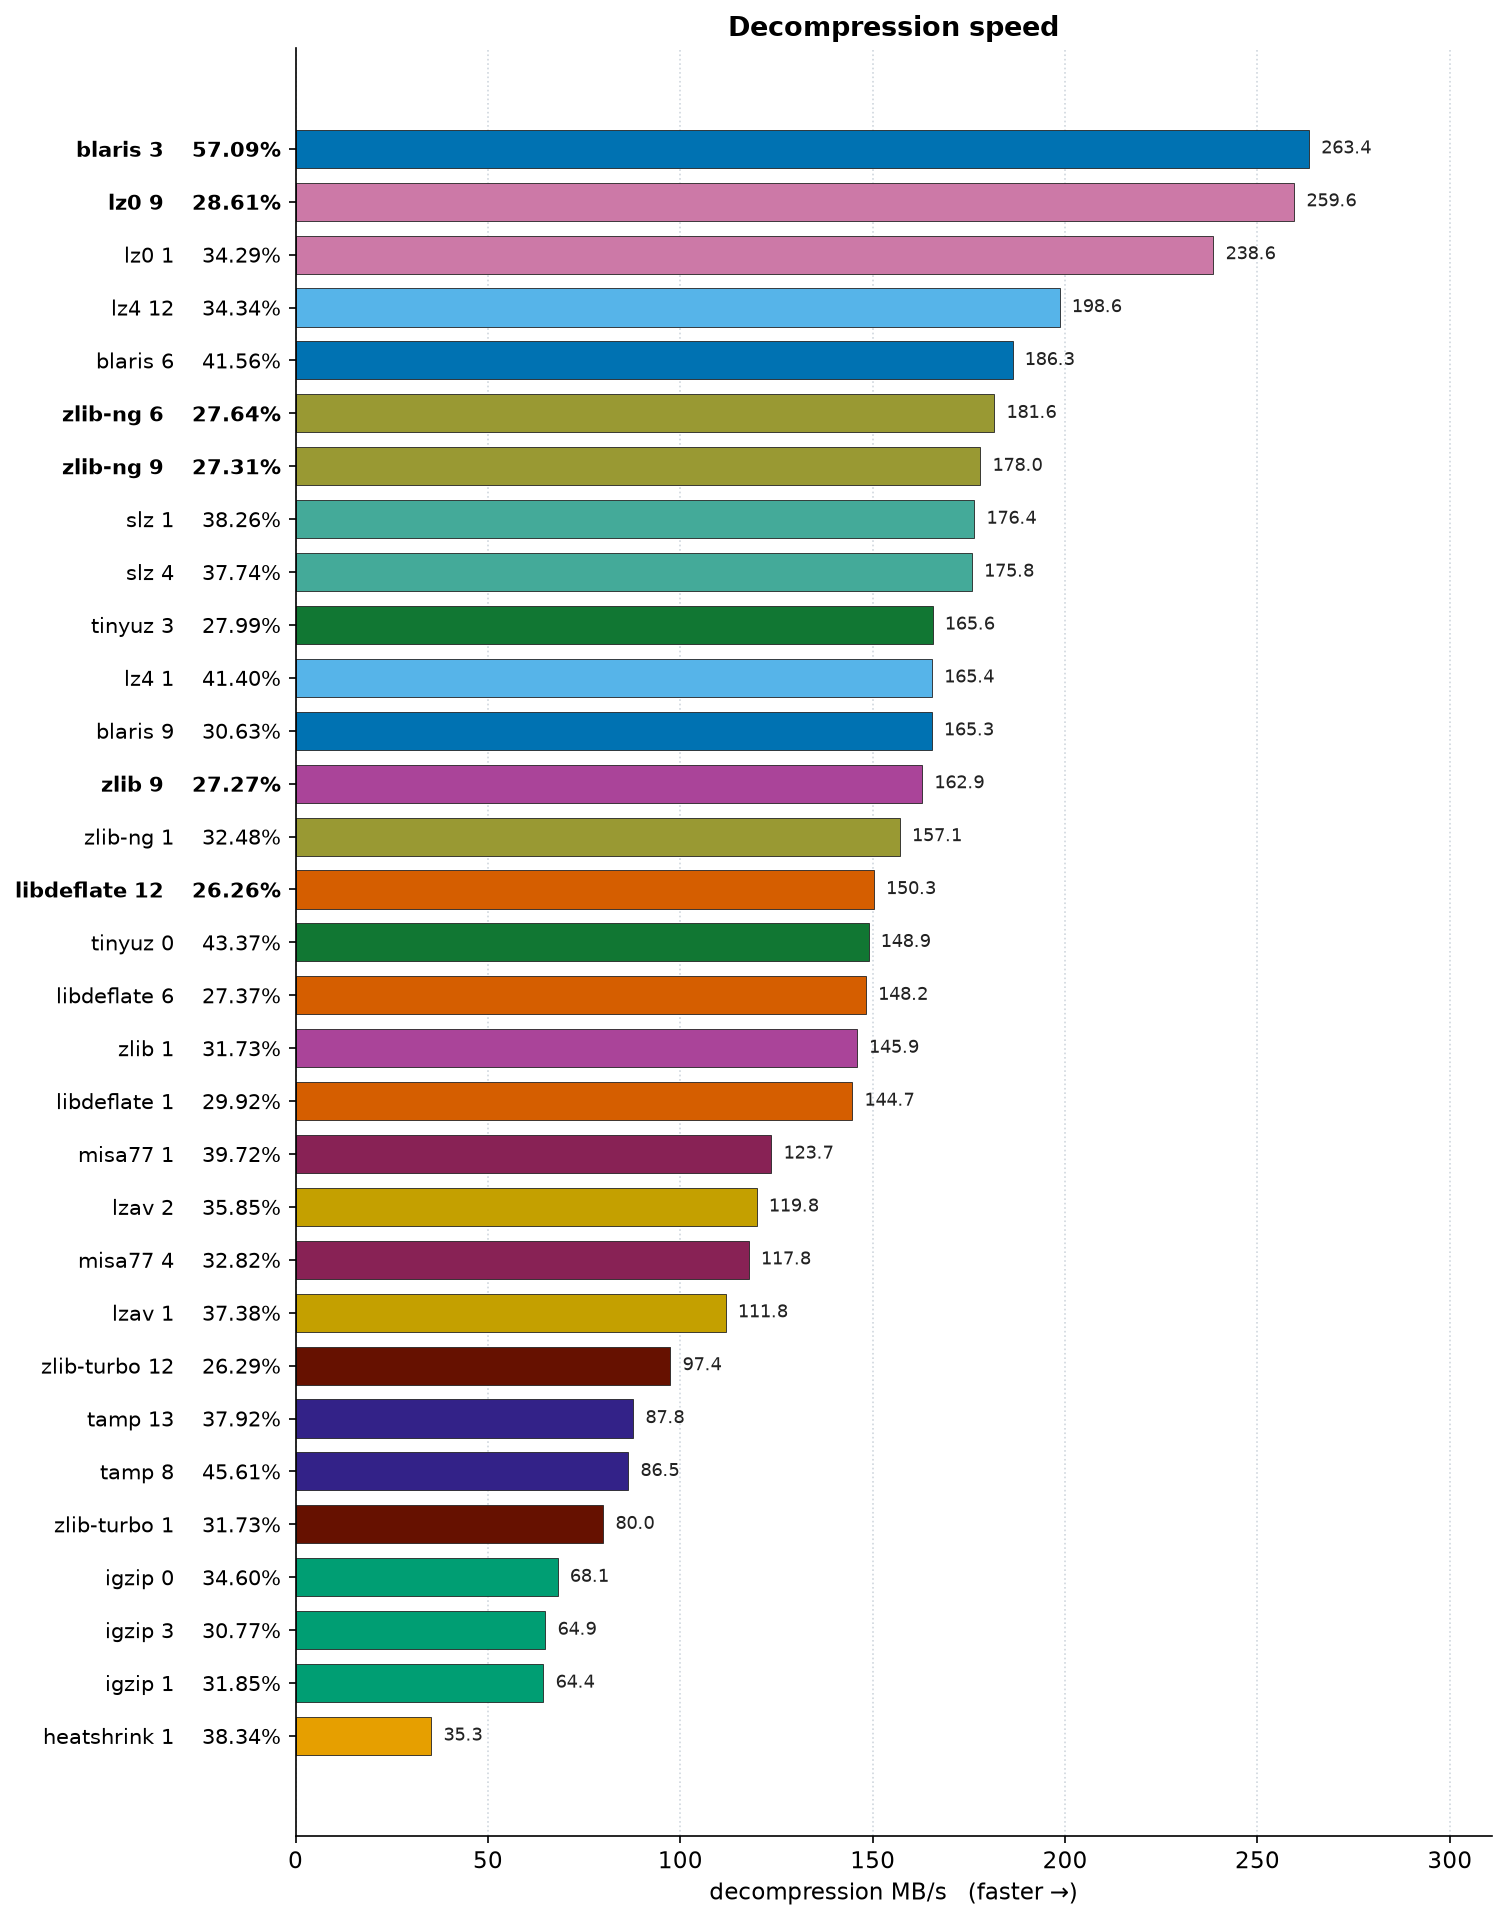 Decompression speed
blaris 3 57.09% 263.4
lz0 9 28.61% 259.6
lz0 1 34.29% 238.6
lz4 12 34.34% 198.6
blaris 6 41.56% 186.3
zlib-ng 6 27.64% 181.6
zlib-ng 9 27.31% 178.0
slz 1 38.26% 176.4
slz 4 37.74% 175.8
tinyuz 3 27.99% 165.6
lz4 1 41.40% 165.4
blaris 9 30.63% 165.3
zlib 9 27.27% 162.9
zlib-ng 1 32.48% 157.1
libdeflate 12 26.26% 150.3
tinyuz 0 43.37% 148.9
libdeflate 6 27.37% 148.2
zlib 1 31.73% 145.9
libdeflate 1 29.92% 144.7
misa77 1 39.72% 123.7
lzav 2 35.85% 119.8
misa77 4 32.82% 117.8
lzav 1 37.38% 111.8
zlib-turbo 12 26.29% 97.4
tamp 13 37.92% 87.8
tamp 8 45.61% 86.5
zlib-turbo 1 31.73% 80.0
igzip 0 34.60% 68.1
igzip 3 30.77% 64.9
igzip 1 31.85% 64.4
heatshrink 1 38.34% 35.3
0 50 100 150 200 250 300
decompression MB/s (faster →)